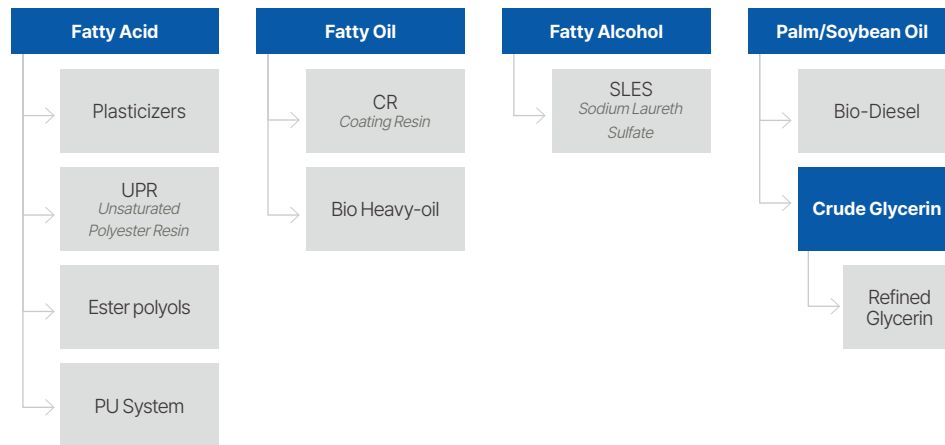 Fatty Acid
Plasticizers
UPR
Unsaturated
Polyester Resin
Ester polyols
PU System
Fatty Oil
CR
Coating Resin
Bio Heavy-oil
Fatty Alcohol
SLES
Sodium Laureth
Sulfate
Palm/Soybean Oil
Bio-Diesel
Crude Glycerin
Refined
Glycerin